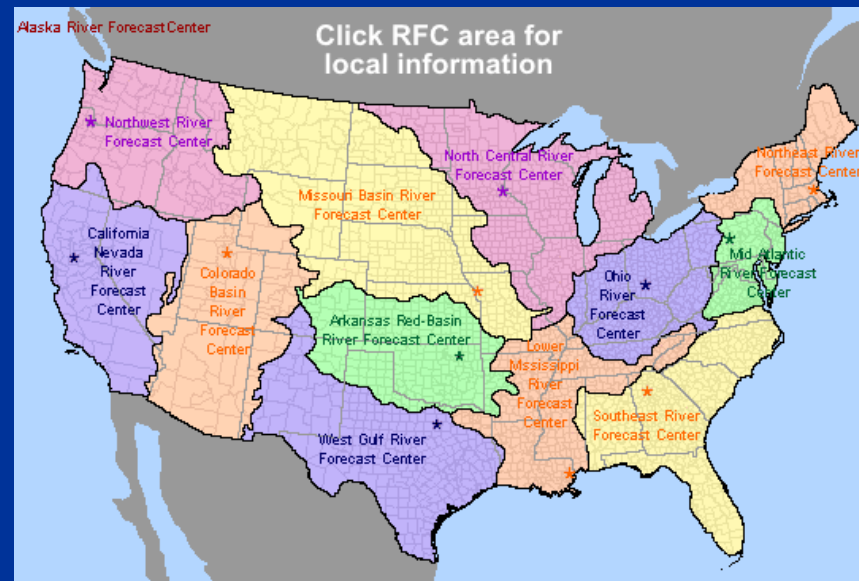 Alaska River Forecast Center
Click RFC area for
local information
Northwest River
Forecast Center
North Central River
Forecast Center
Northeast River
Forecast Center
Missouri Basin River
Forecast Center
California
Nevada
River
Forecast
Center
Colorado
Basin
River
Forecast
Center
Ohio
River
Forecast
Center
Mid Atlantic
River Forecast
Center
Arkansas Red-Basin
River Forecast Center
Lower
Mississippi
River
Forecast
Center
Southeast River
Forecast Center
West Gulf River
Forecast Center